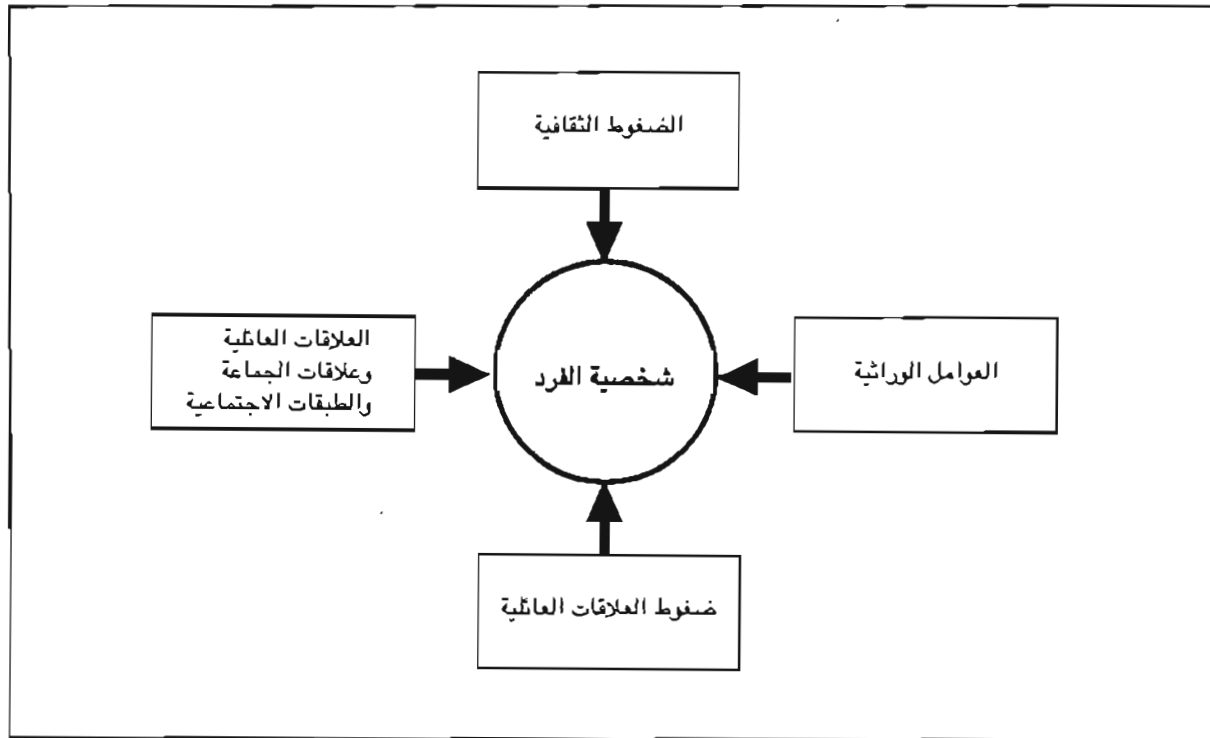 الضغوط الثقافية
العلاقات العائلية
وعلاقات الجماعة
والطبقات الاجتماعية
شخصية الفرد
العوامل الوراثية
ضغوط العلاقات العائلية